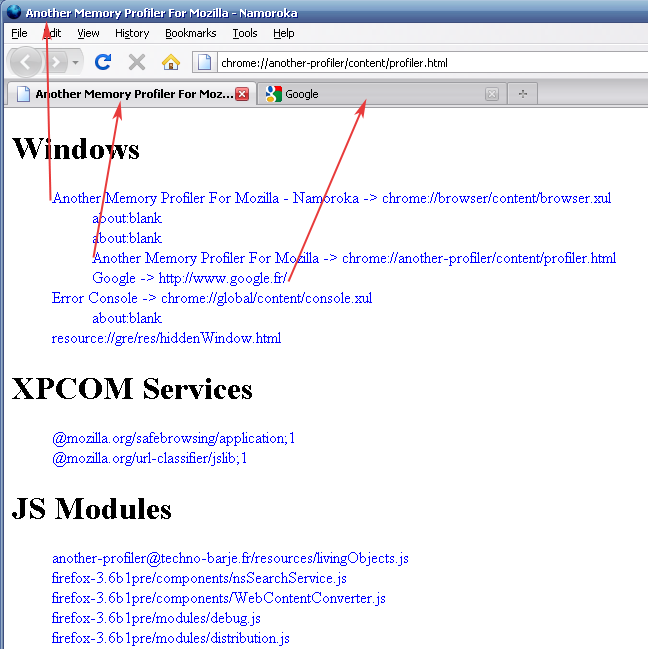 Another Memory Profiler For Mozilla - Namoroka
File Edit View History Bookmarks Tools Help
chrome://another-profiler/content/profiler.html
Another Memory Profiler For Moz... Google
Windows
Another Memory Profiler For Mozilla - Namoroka -> chrome://browser/content/browser.xul
about:blank
about:blank
Another Memory Profiler For Mozilla -> chrome://another-profiler/content/profiler.html
Google -> http://www.google.fr/
Error Console -> chrome://global/content/console.xul
about:blank
resource://gre/res/hiddenWindow.html
XPCOM Services
@mozilla.org/safebrowsing/application;1
@mozilla.org/url-classifier/jslib;1
JS Modules
another-profiler@techno-barje.fr/resources/livingObjects.js
firefox-3.6b1pre/components/nsSearchService.js
firefox-3.6b1pre/components/WebContentConverter.js
firefox-3.6b1pre/modules/debug.js
firefox-3.6b1pre/modules/distribution.js